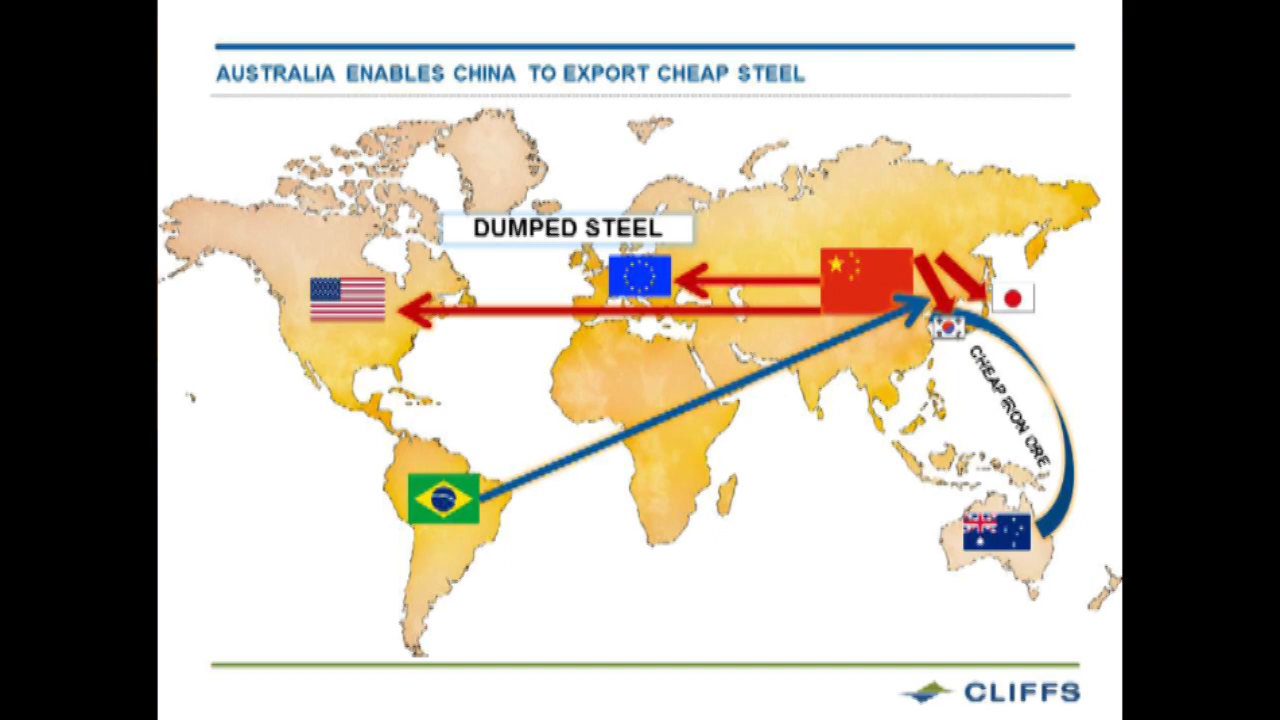 AUSTRALIA ENABLES CHINA TO EXPORT CHEAP STEEL
DUMPED STEEL
CHEAP IRON ORE
CLIFFS